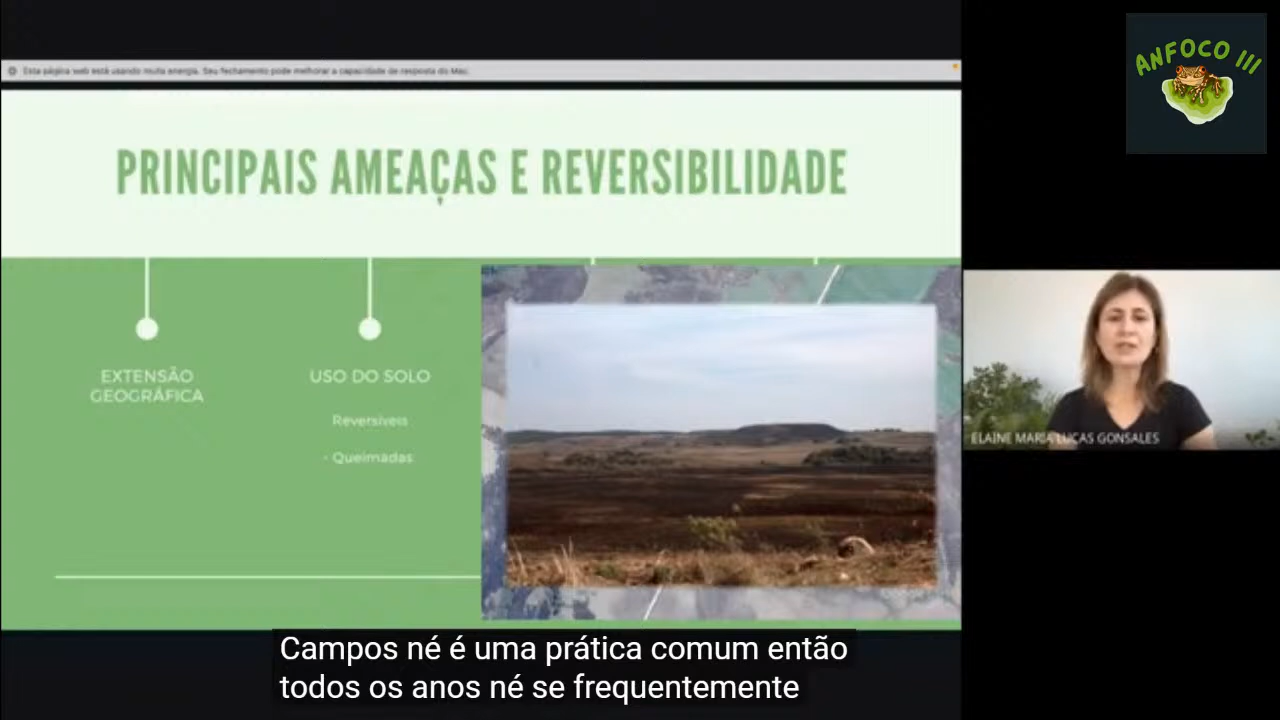 ANFOCO III
Esta página web está usando muita energia. Seu fechamento pode melhorar a capacidade de resposta do Mac.
PRINCIPAIS AMEAÇAS E REVERSIBILIDADE
EXTENSÃO
GEOGRÁFICA
USO DO SOLO
Reversíveis
- Queimadas
ELAINE MARIA LUCAS GONSALES
Campos né é uma prática comum então
todos os anos né se frequentemente